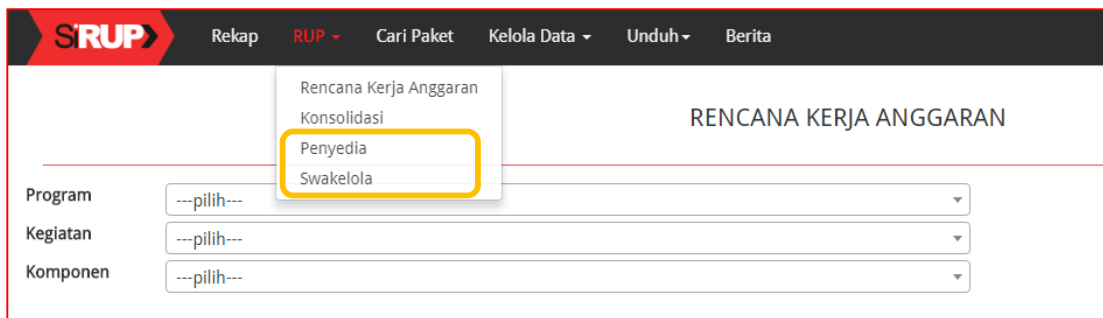 SiRUP Rekap RUP Cari Paket Kelola Data Unduh Berita
Rencana Kerja Anggaran
Konsolidasi
Penyedia
Swakelola
RENCANA KERJA ANGGARAN
Program ---pilih---
Kegiatan ---pilih---
Komponen ---pilih---